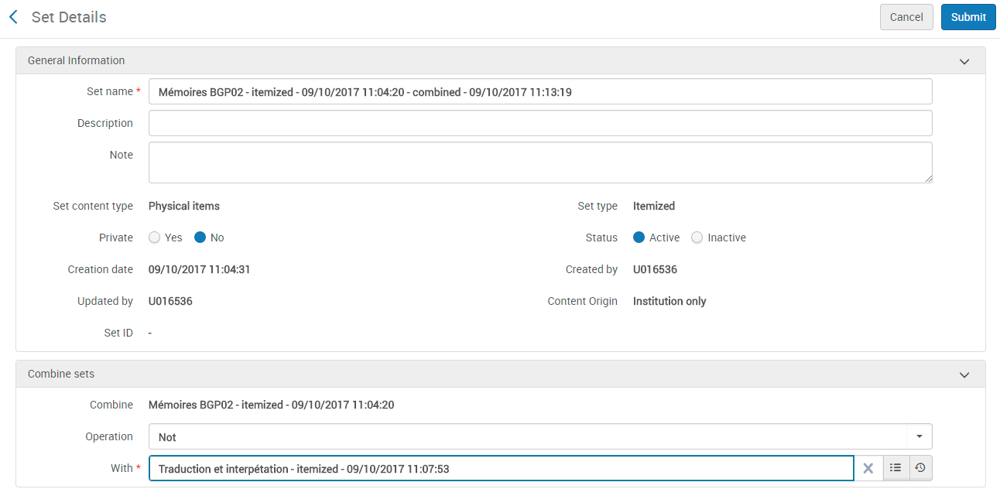 Set Details
Cancel
Submit
General Information
Set name *
Mémoires BGP02 - itemized - 09/10/2017 11:04:20 - combined - 09/10/2017 11:13:19
Description
Note
Set content type Physical items Set type Itemized
Private Yes No Status Active Inactive
Creation date 09/10/2017 11:04:31 Created by U016536
Updated by U016536 Content Origin Institution only
Set ID -
Combine sets
Combine Mémoires BGP02 - itemized - 09/10/2017 11:04:20
Operation Not
With * Traduction et interpétation - itemized - 09/10/2017 11:07:53